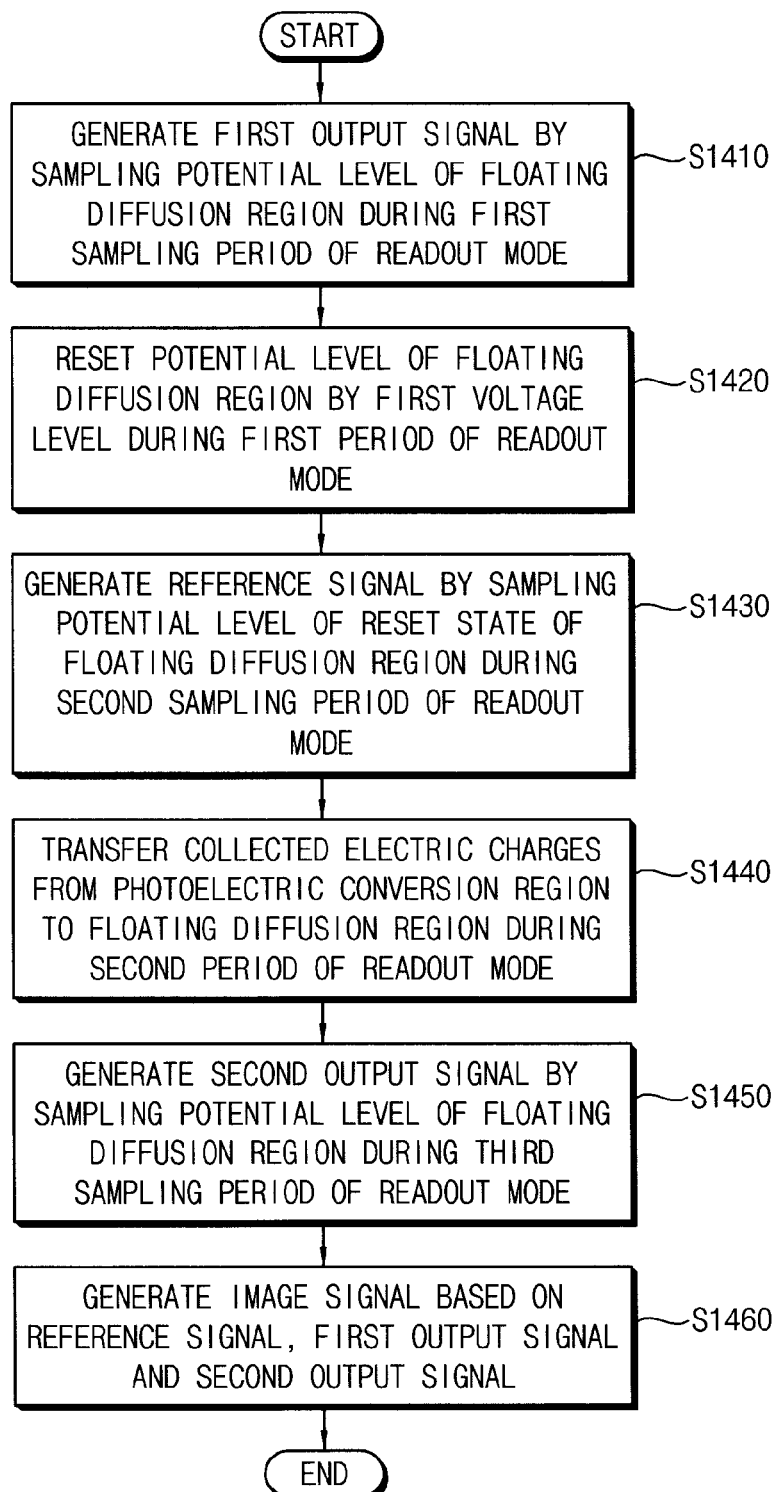 START
GENERATE FIRST OUTPUT SIGNAL BY
SAMPLING POTENTIAL LEVEL OF FLOATING
DIFFUSION REGION DURING FIRST
SAMPLING PERIOD OF READOUT MODE
S1410
RESET POTENTIAL LEVEL OF FLOATING
DIFFUSION REGION BY FIRST VOLTAGE
LEVEL DURING FIRST PERIOD OF READOUT
MODE
S1420
GENERATE REFERENCE SIGNAL BY SAMPLING
POTENTIAL LEVEL OF RESET STATE OF
FLOATING DIFFUSION REGION DURING
SECOND SAMPLING PERIOD OF READOUT
MODE
S1430
TRANSFER COLLECTED ELECTRIC CHARGES
FROM PHOTOELECTRIC CONVERSION REGION
TO FLOATING DIFFUSION REGION DURING
SECOND PERIOD OF READOUT MODE
S1440
GENERATE SECOND OUTPUT SIGNAL BY
SAMPLING POTENTIAL LEVEL OF FLOATING
DIFFUSION REGION DURING THIRD
SAMPLING PERIOD OF READOUT MODE
S1450
GENERATE IMAGE SIGNAL BASED ON
REFERENCE SIGNAL, FIRST OUTPUT SIGNAL
AND SECOND OUTPUT SIGNAL
S1460
END